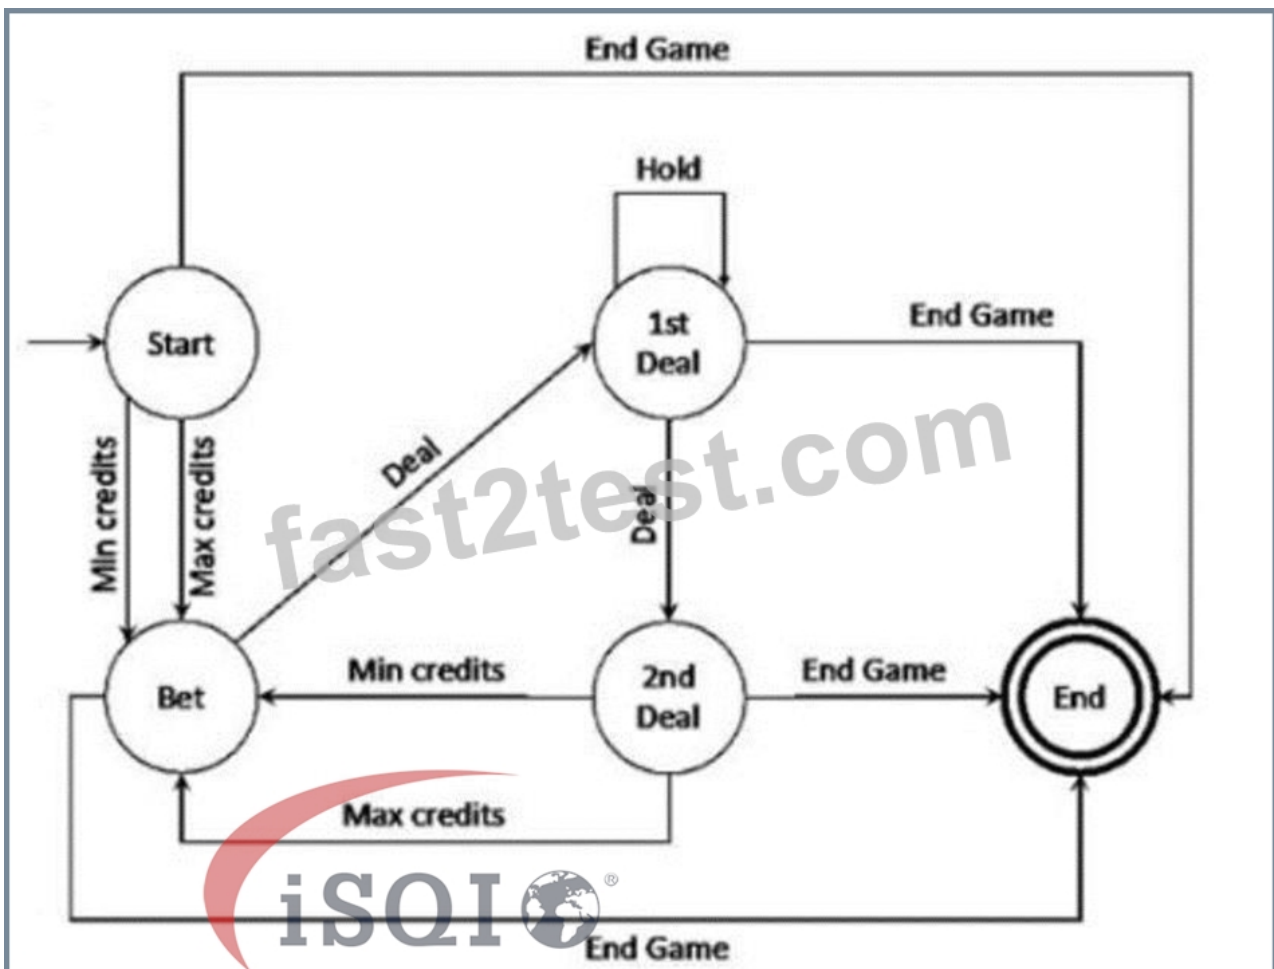 End Game
Hold
Start
1st
Deal
End Game
Min credits
Max credits
Deal
Deal
fast2test.com
Bet
Min credits
2nd
Deal
End Game
End
Max credits
iSQI ®
End Game